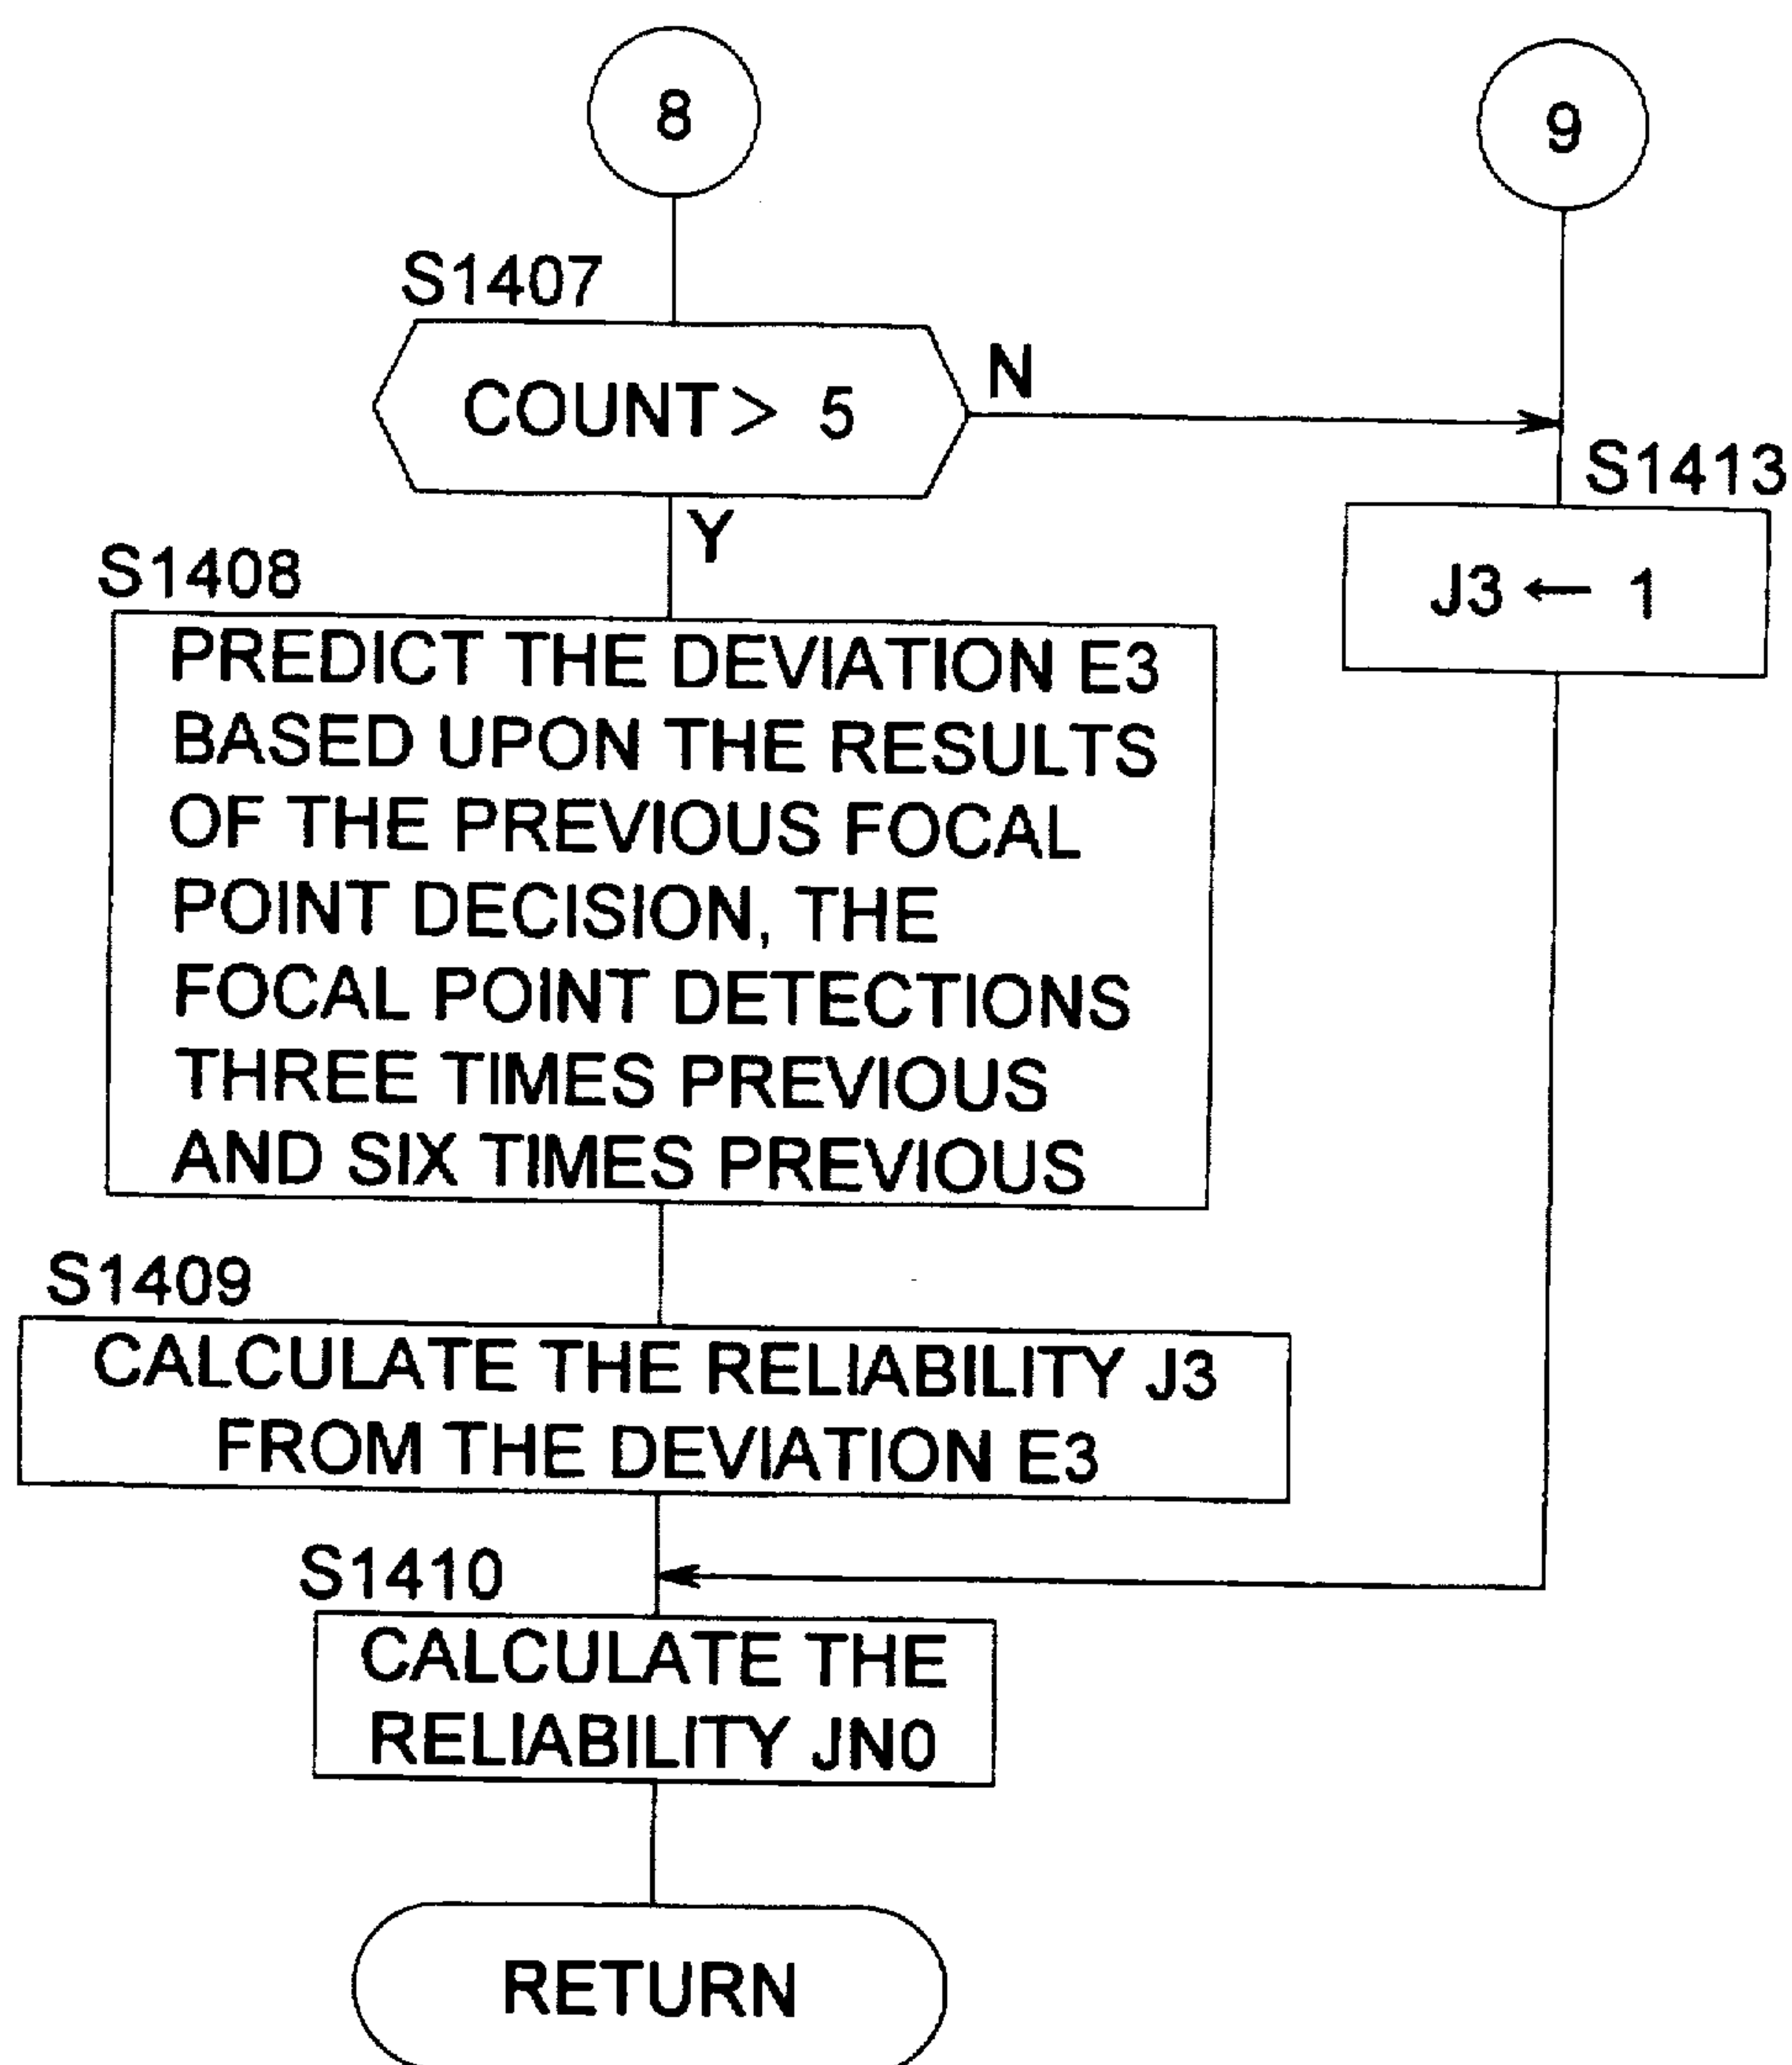 8
9
S1407
COUNT> 5
N
S1413
Y
J3 ← 1
S1408
PREDICT THE DEVIATION E3
BASED UPON THE RESULTS
OF THE PREVIOUS FOCAL
POINT DECISION, THE
FOCAL POINT DETECTIONS
THREE TIMES PREVIOUS
AND SIX TIMES PREVIOUS
S1409
CALCULATE THE RELIABILITY J3
FROM THE DEVIATION E3
S1410
CALCULATE THE
RELIABILITY JN0
RETURN